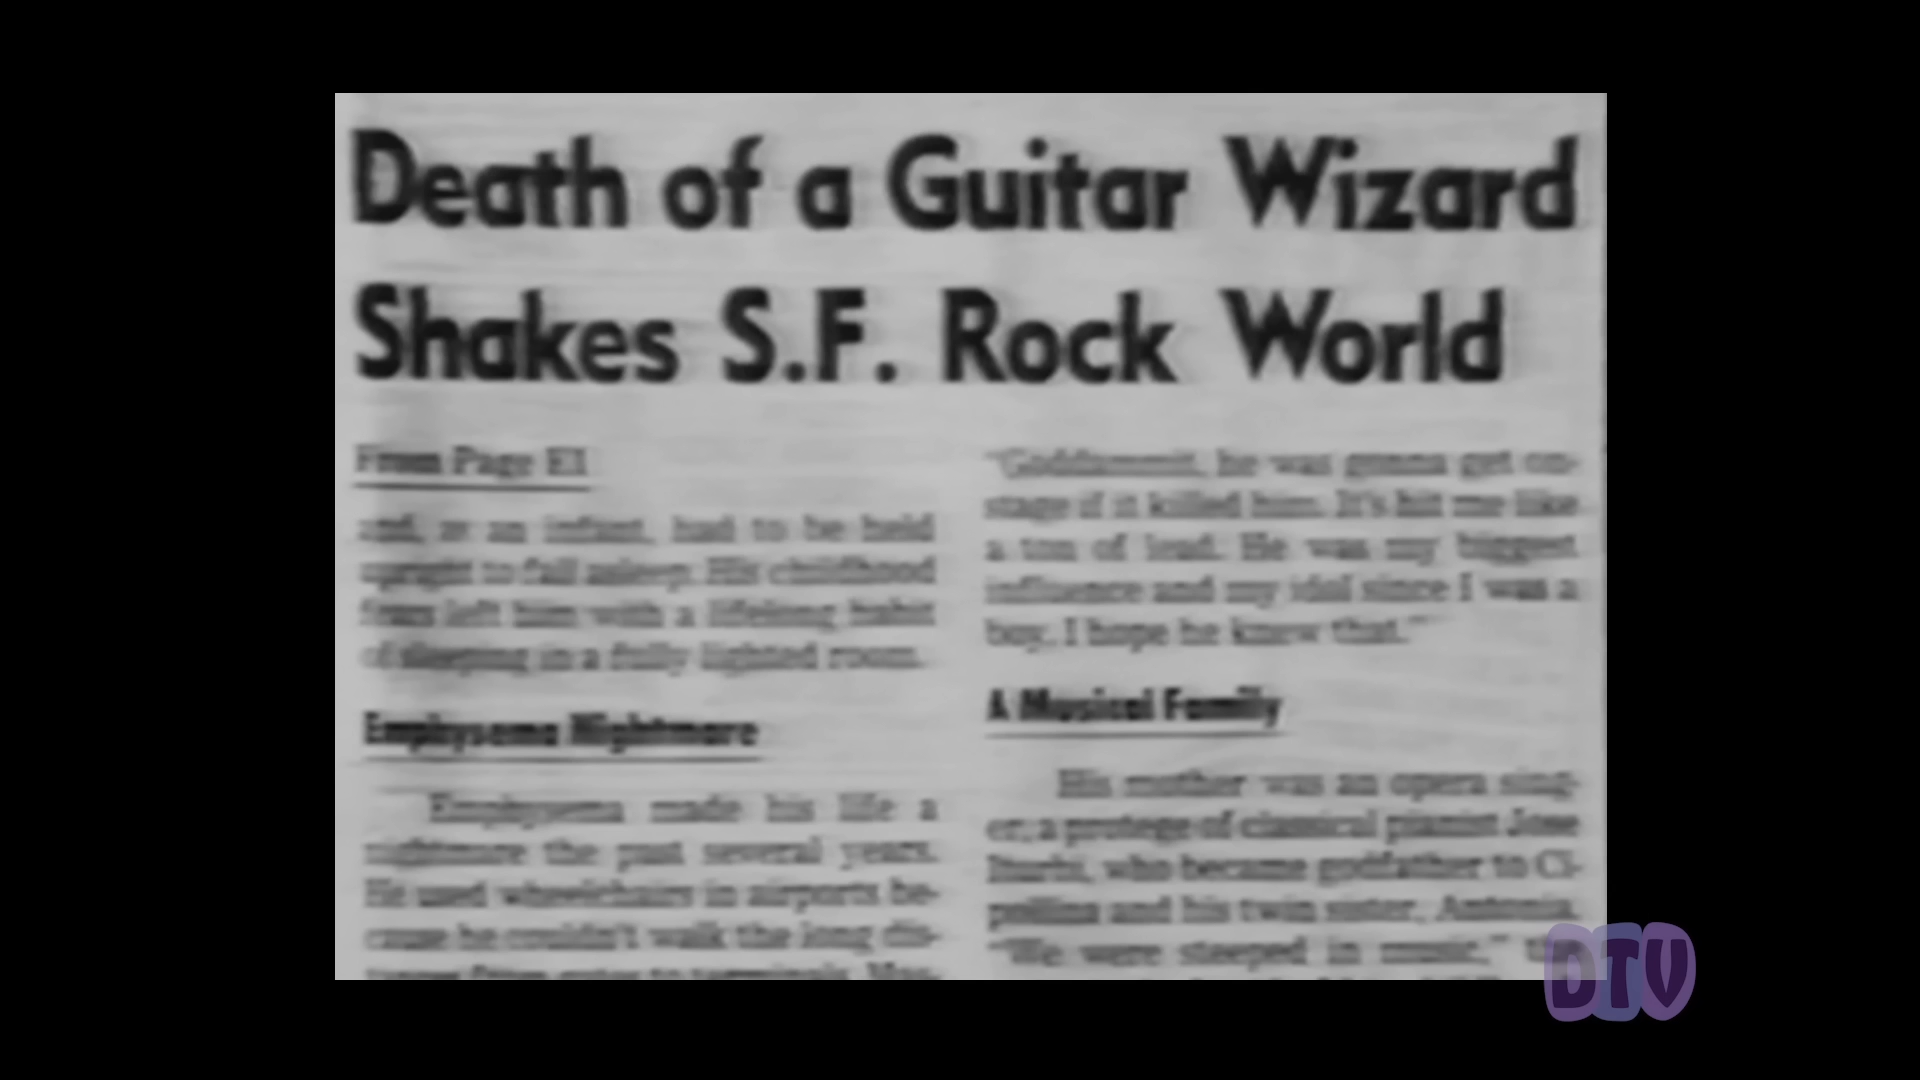 Death of a Guitar Wizard
Shakes S.F. Rock World
From Page E1
and, as an infant, had to be held
upright to fall asleep. His childhood
fears left him with a lifelong habit
of sleeping in a fully lighted room.
Emphysema Nightmare
Emphysema made his life a
nightmare the past several years.
He used wheelchairs in airports be-
cause he couldn't walk the long dis-
"Goddammit, he was gonna get on-
stage if it killed him. It's hit me like
a ton of lead. He was my biggest
influence and my idol since I was a
boy. I hope he knew that."
A Musical Family
His mother was an opera sing-
er, a protege of classical pianist Jose
Iturbi, who became godfather to Ci-
pollina and his twin sister, Antonia.
"We were steeped in music,"
DTV